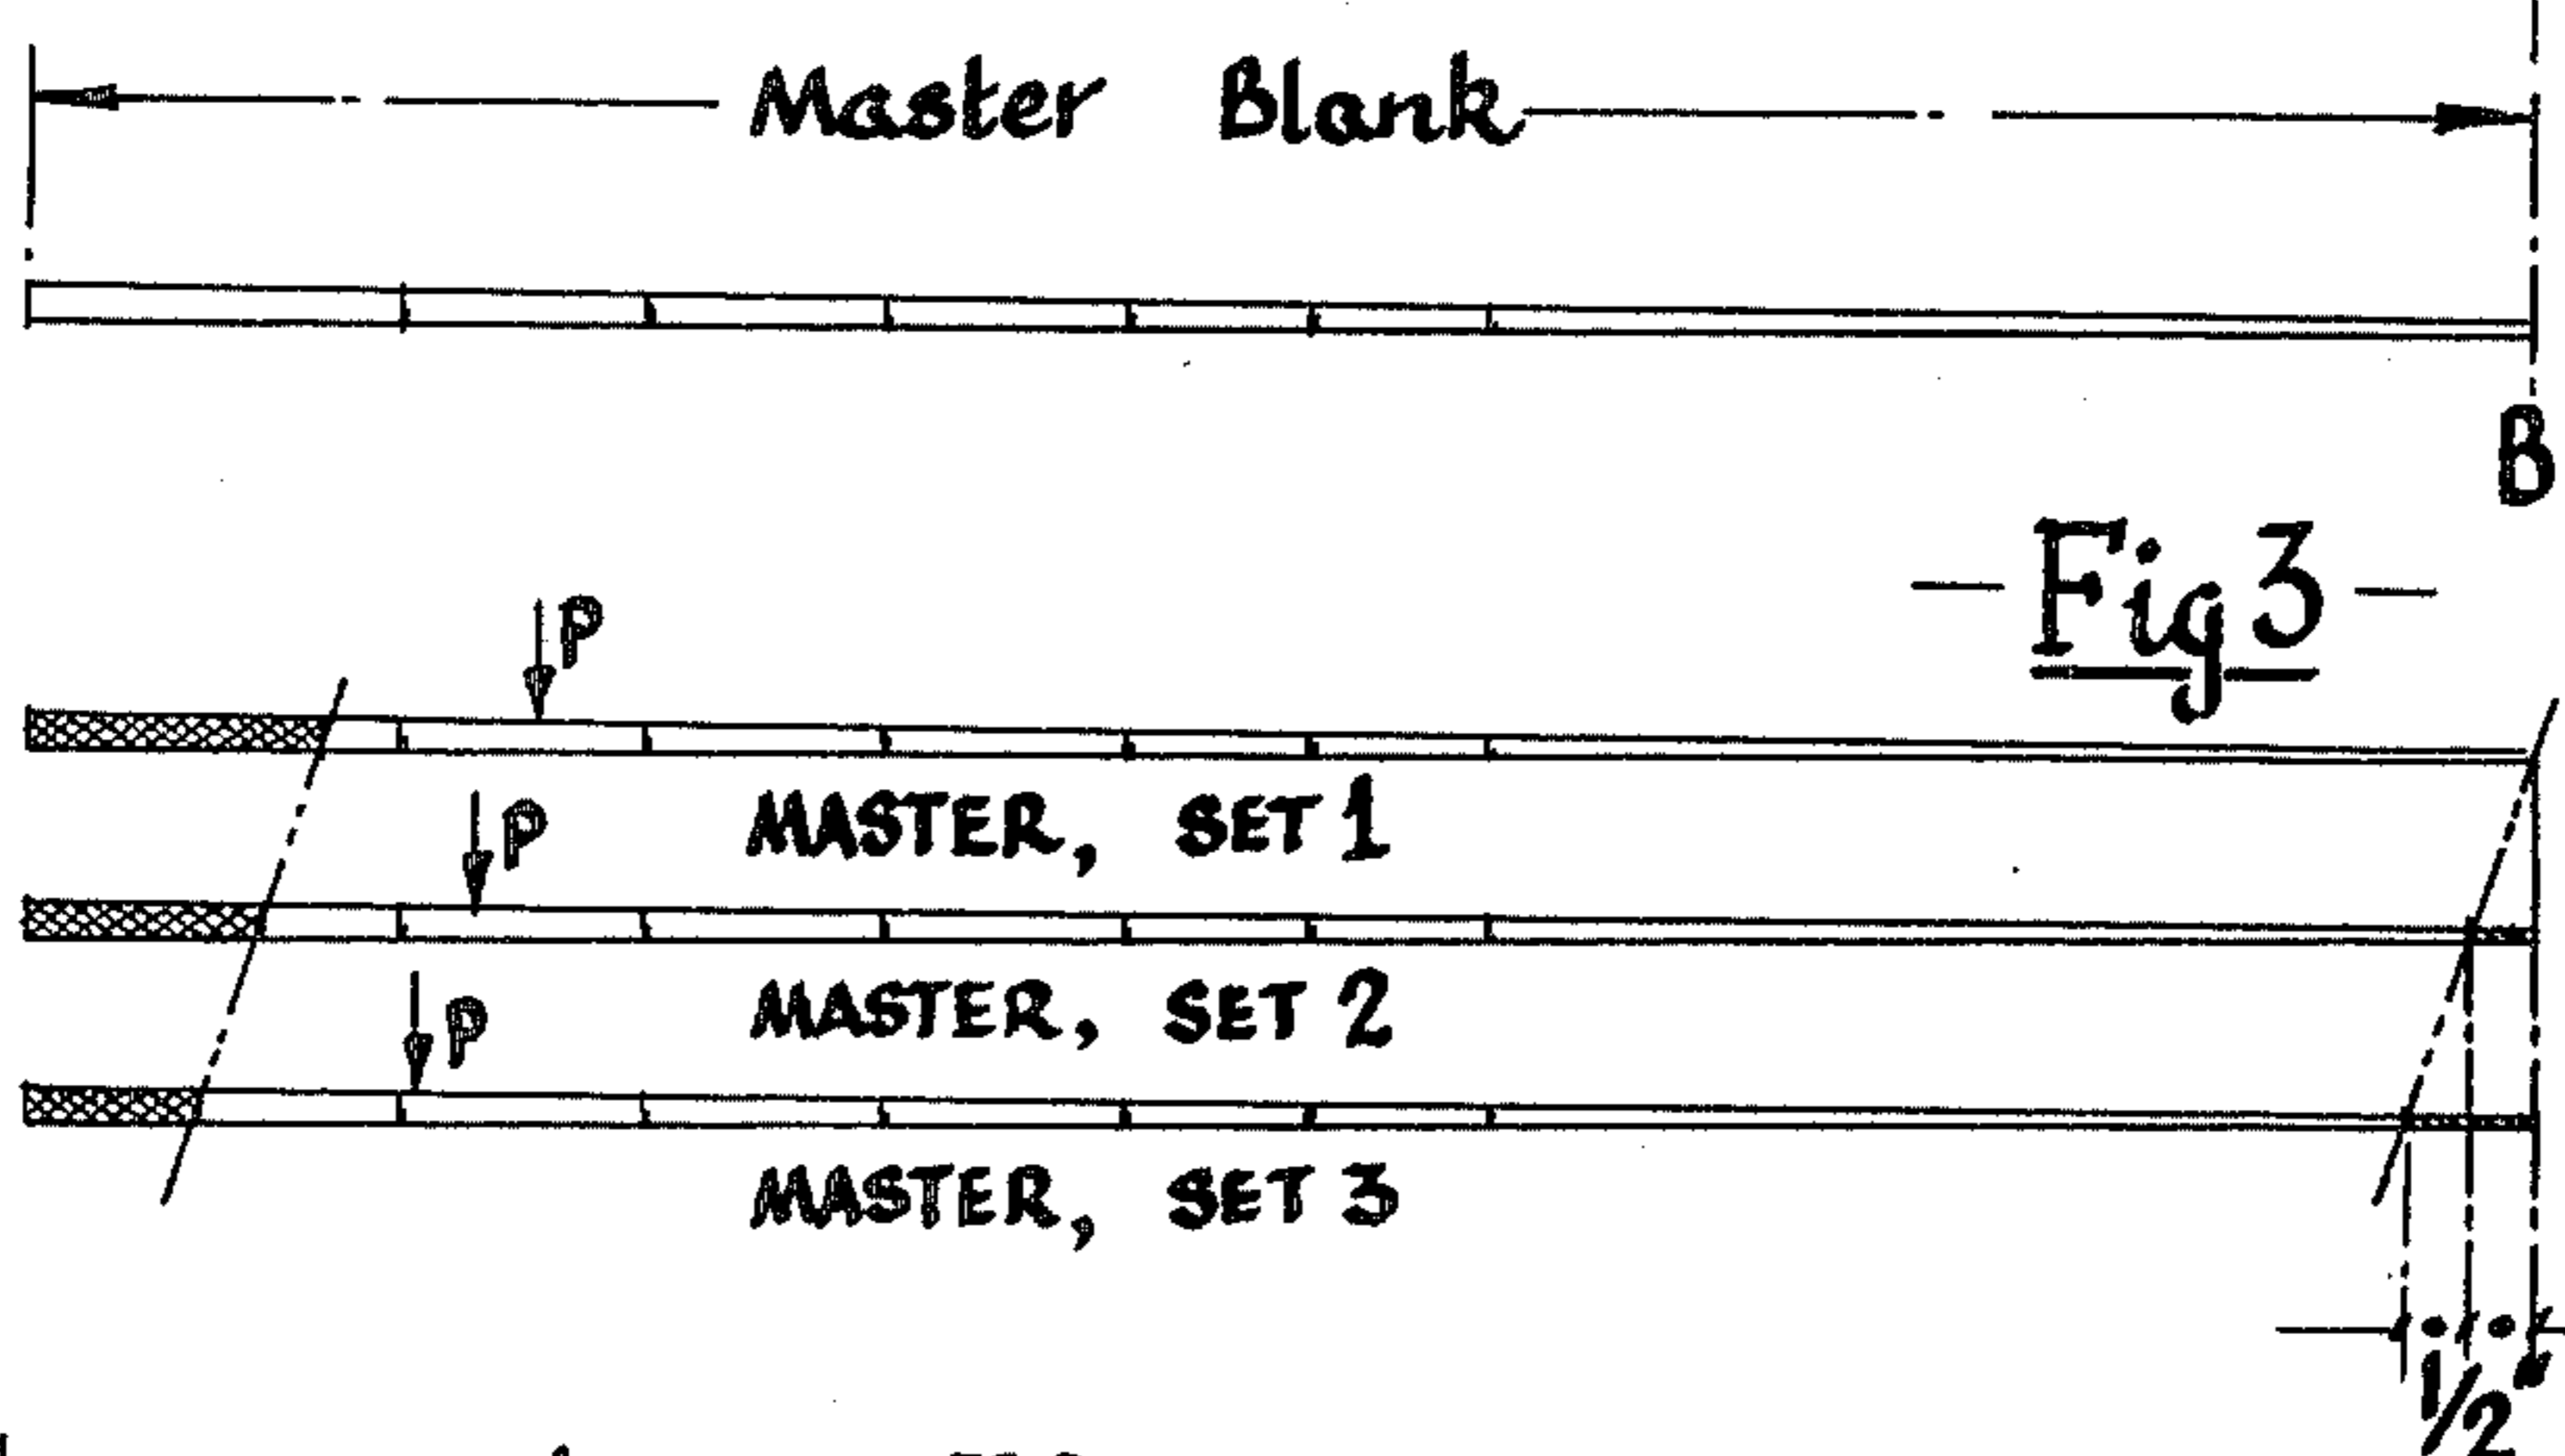 Master Blank
B
Fig 3
P
MASTER, SET 1
P
MASTER, SET 2
P
MASTER, SET 3
1/2"